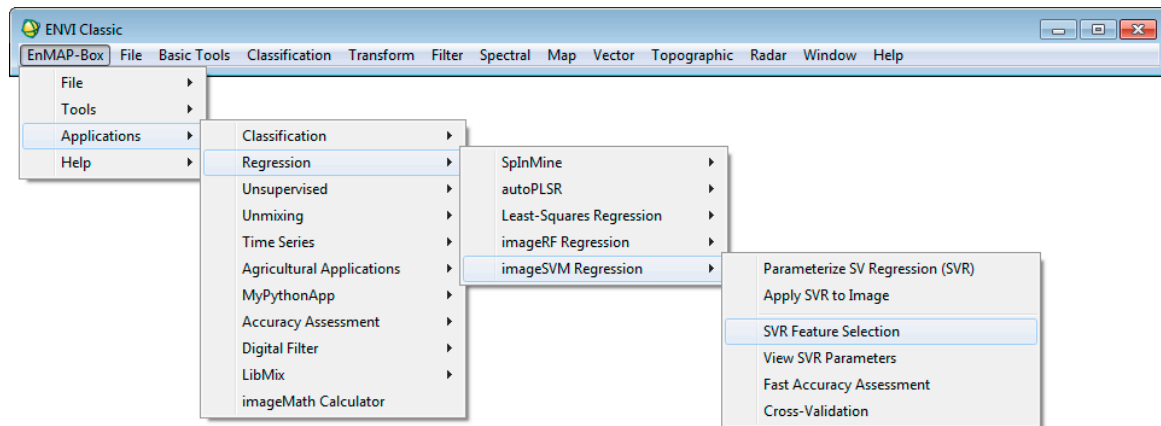 ENVI Classic
EnMAP-Box File Basic Tools Classification Transform Filter Spectral Map Vector Topographic Radar Window Help
File
Tools
Applications
Help
Classification
Regression
Unsupervised
Unmixing
Time Series
Agricultural Applications
MyPythonApp
Accuracy Assessment
Digital Filter
LibMix
imageMath Calculator
SpInMine
autoPLSR
Least-Squares Regression
imageRF Regression
imageSVM Regression
Parameterize SV Regression (SVR)
Apply SVR to Image
SVR Feature Selection
View SVR Parameters
Fast Accuracy Assessment
Cross-Validation